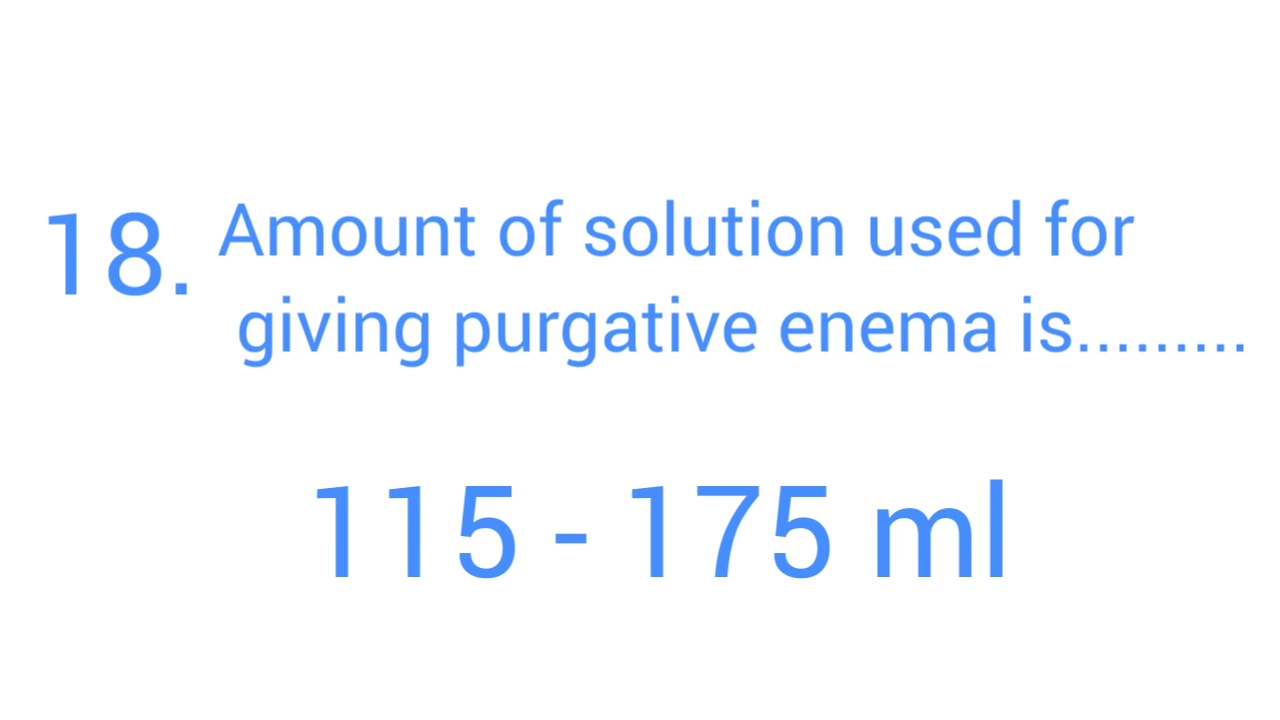 18. Amount of solution used for
giving purgative enema is.........
115 - 175 ml